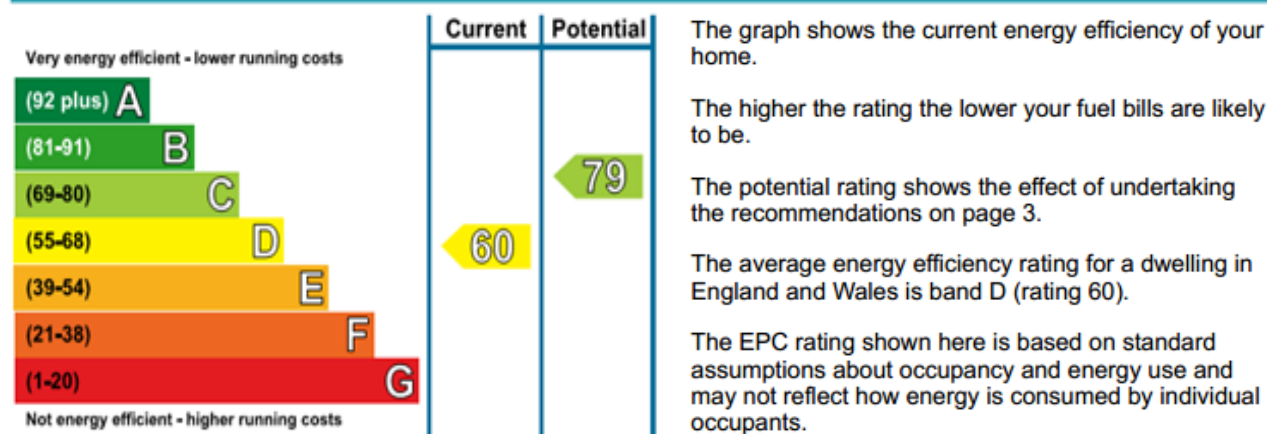 Current Potential
Very energy efficient - lower running costs
(92 plus) A
(81-91) B
(69-80) C
(55-68) D
(39-54) E
(21-38) F
(1-20) G
Not energy efficient - higher running costs
60
79
The graph shows the current energy efficiency of your
home.
The higher the rating the lower your fuel bills are likely
to be.
The potential rating shows the effect of undertaking
the recommendations on page 3.
The average energy efficiency rating for a dwelling in
England and Wales is band D (rating 60).
The EPC rating shown here is based on standard
assumptions about occupancy and energy use and
may not reflect how energy is consumed by individual
occupants.